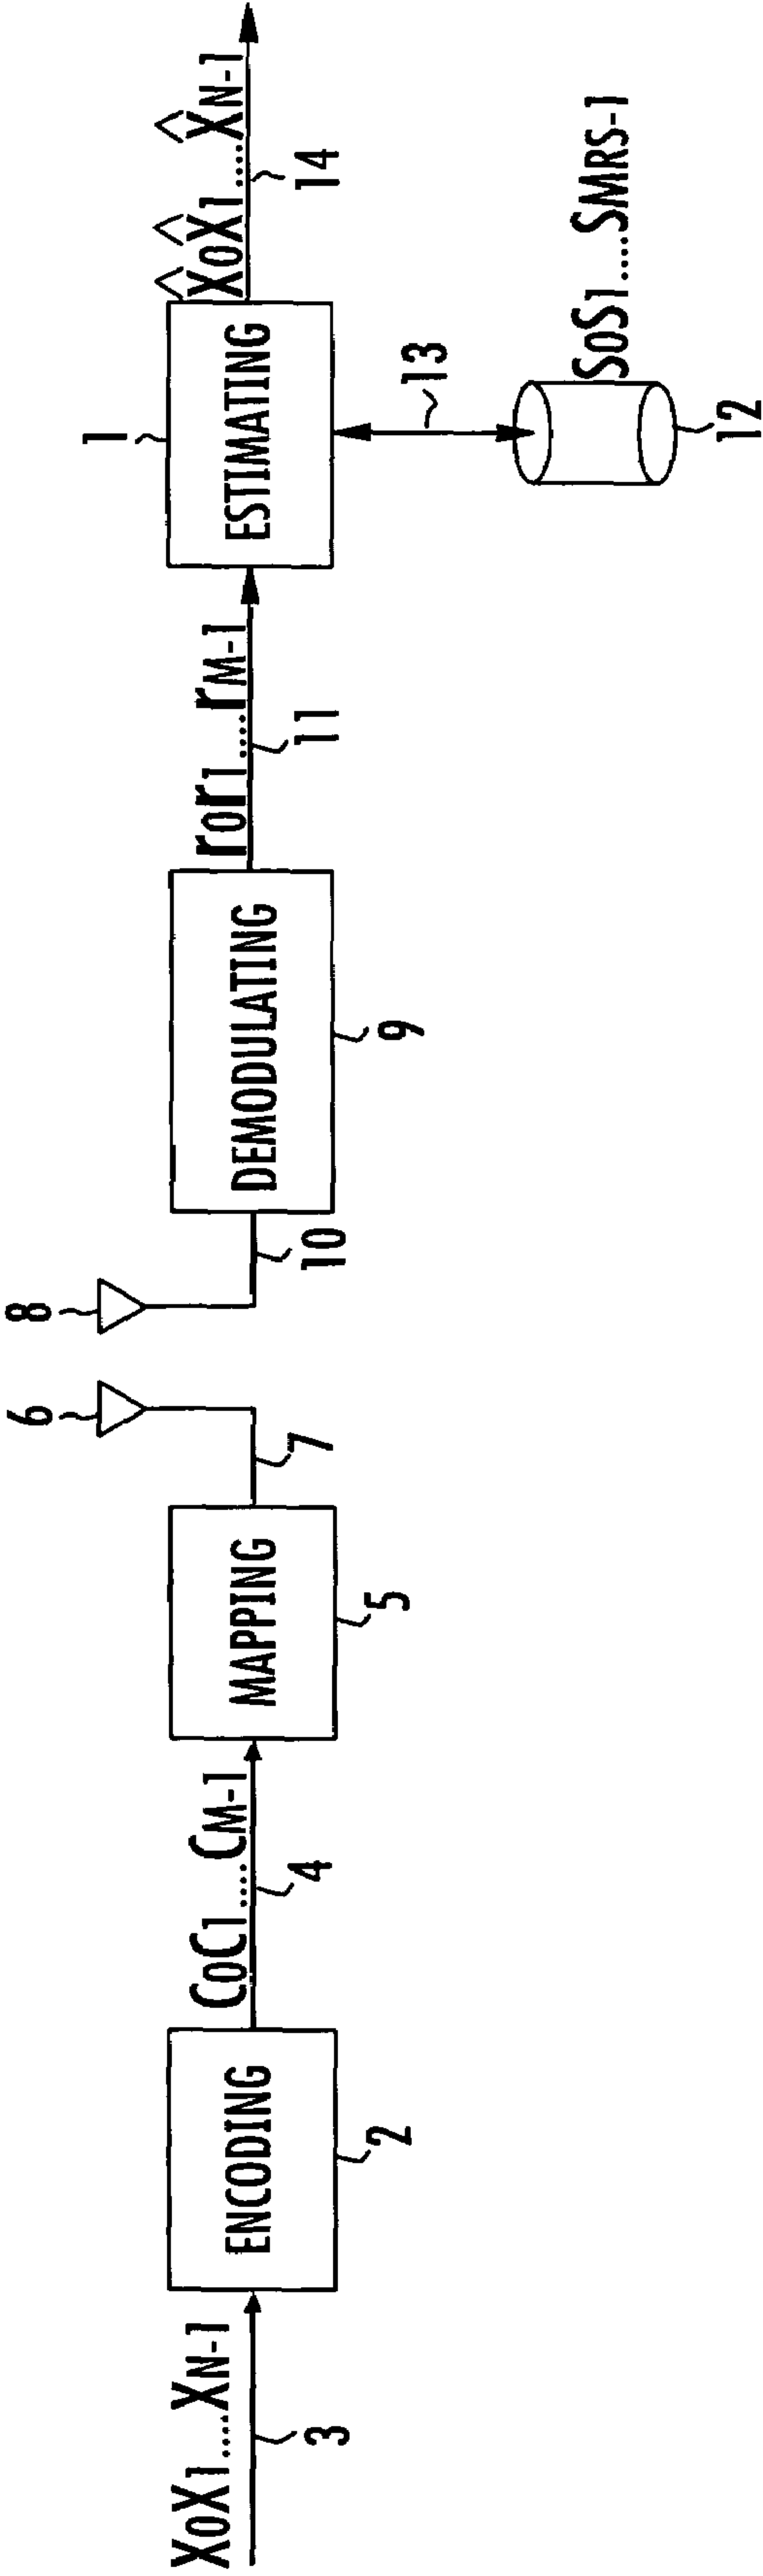 X0X1.....XN-1
3
ENCODING
2
C0C1.....CM-1
4
MAPPING
5
7
6
8
10
DEMODULATING
9
r0r1.....rM-1
11
ESTIMATING
1
13
S0S1....SMRS-1
12
X̂0X̂1.....X̂N-1
14